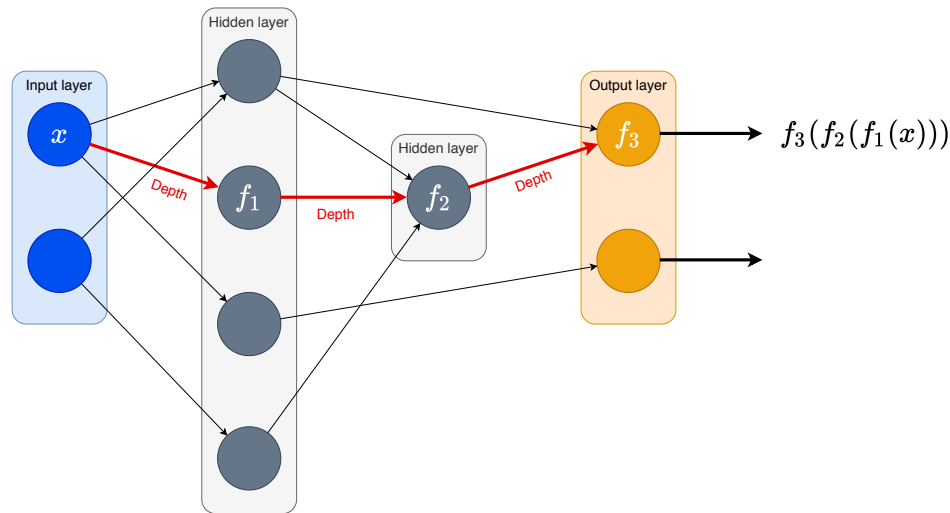 Hidden layer
Input layer
Output layer
x
f₃
f₃(f₂(f₁(x)))
Hidden layer
Depth
Depth
f₁
f₂
Depth